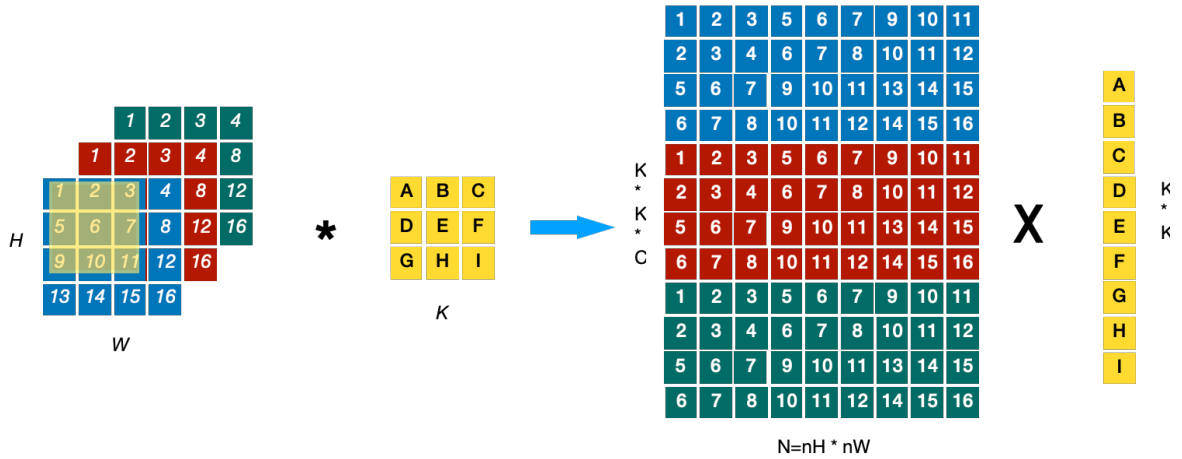 1 2 3 4
1 2 3 4 8
1 2 3 4 8 12
5 6 7 8 12 16
9 10 11 12 16
13 14 15 16
H
W
*
A B C
D E F
G H I
K
K
*
K
*
C
1 2 3 5 6 7 9 10 11
2 3 4 6 7 8 10 11 12
5 6 7 9 10 11 13 14 15
6 7 8 10 11 12 14 15 16
1 2 3 5 6 7 9 10 11
2 3 4 6 7 8 10 11 12
5 6 7 9 10 11 13 14 15
6 7 8 10 11 12 14 15 16
1 2 3 5 6 7 9 10 11
2 3 4 6 7 8 10 11 12
5 6 7 9 10 11 13 14 15
6 7 8 10 11 12 14 15 16
N=nH * nW
X
A
B
C
D
E
F
G
H
I
K
*
K